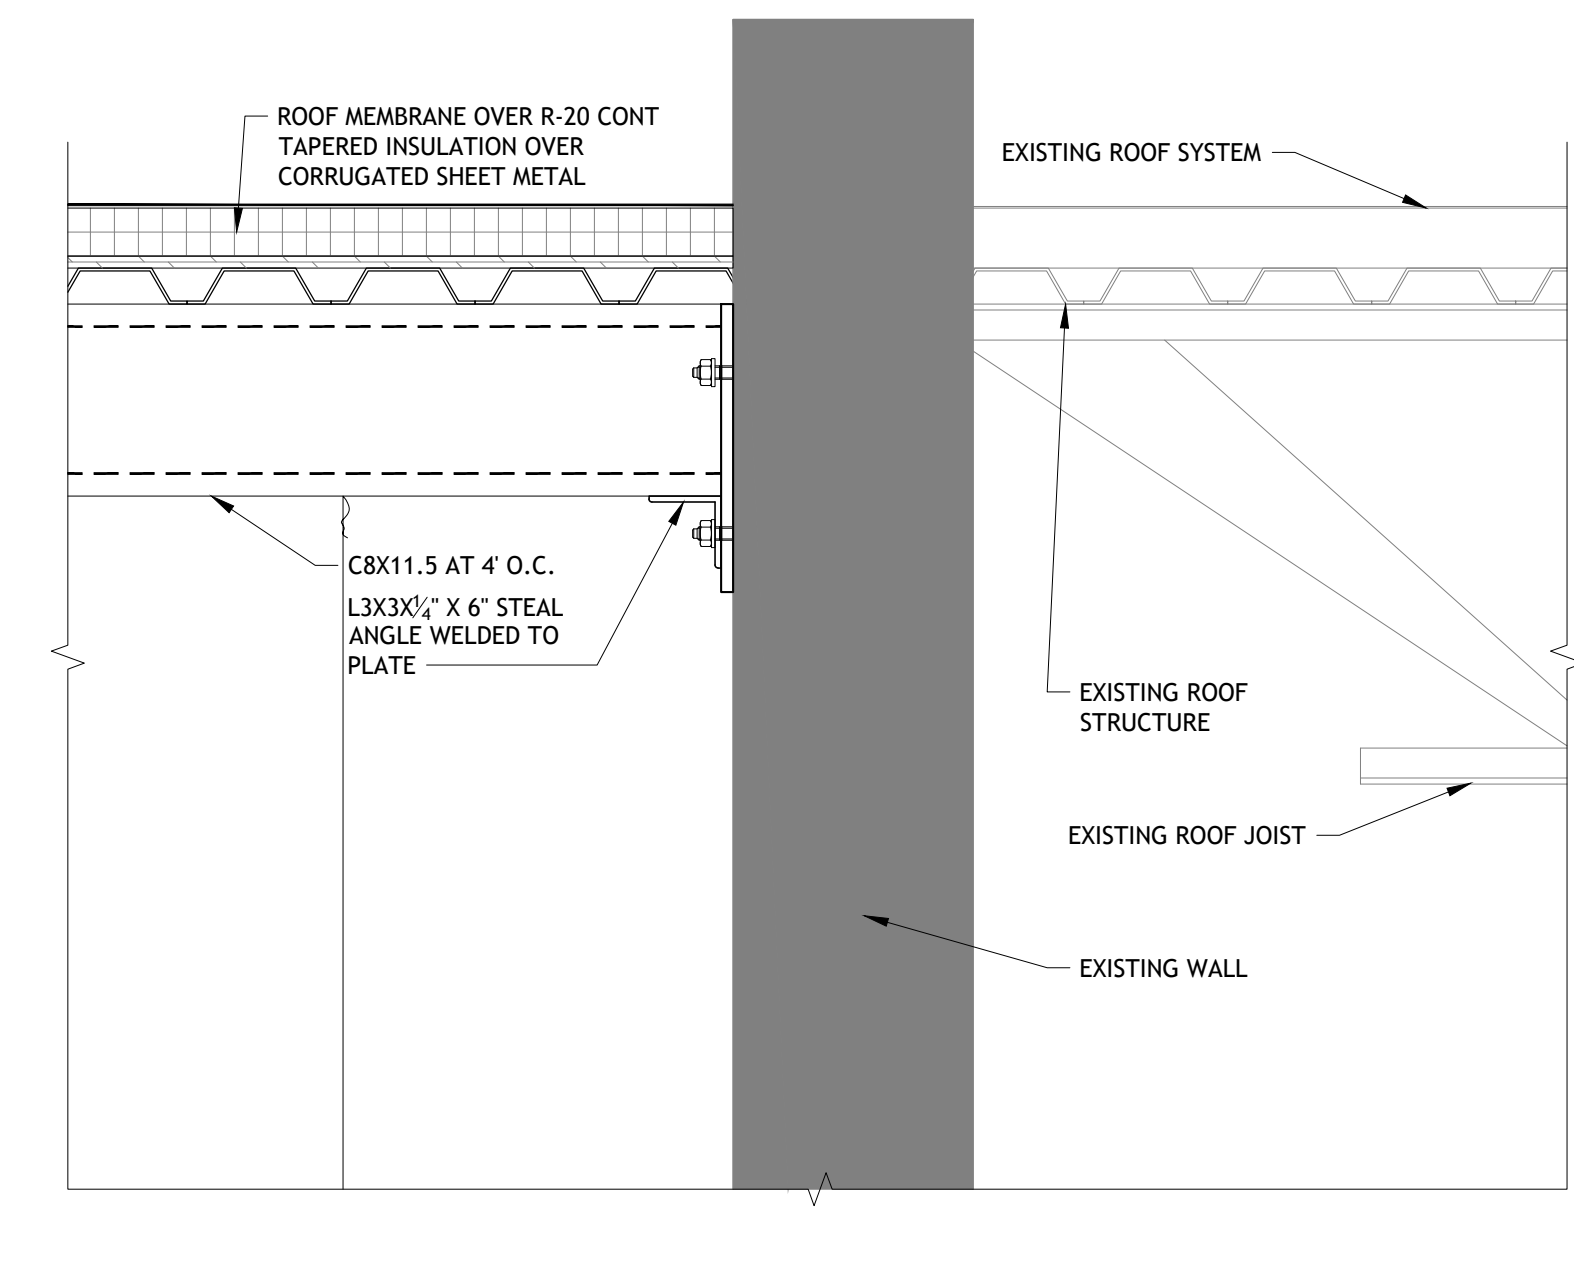 ROOF MEMBRANE OVER R-20 CONT
TAPERED INSULATION OVER
CORRUGATED SHEET METAL
EXISTING ROOF SYSTEM
C8X11.5 AT 4' O.C.
L3X3X¼" X 6" STEAL
ANGLE WELDED TO
PLATE
EXISTING ROOF
STRUCTURE
EXISTING ROOF JOIST
EXISTING WALL